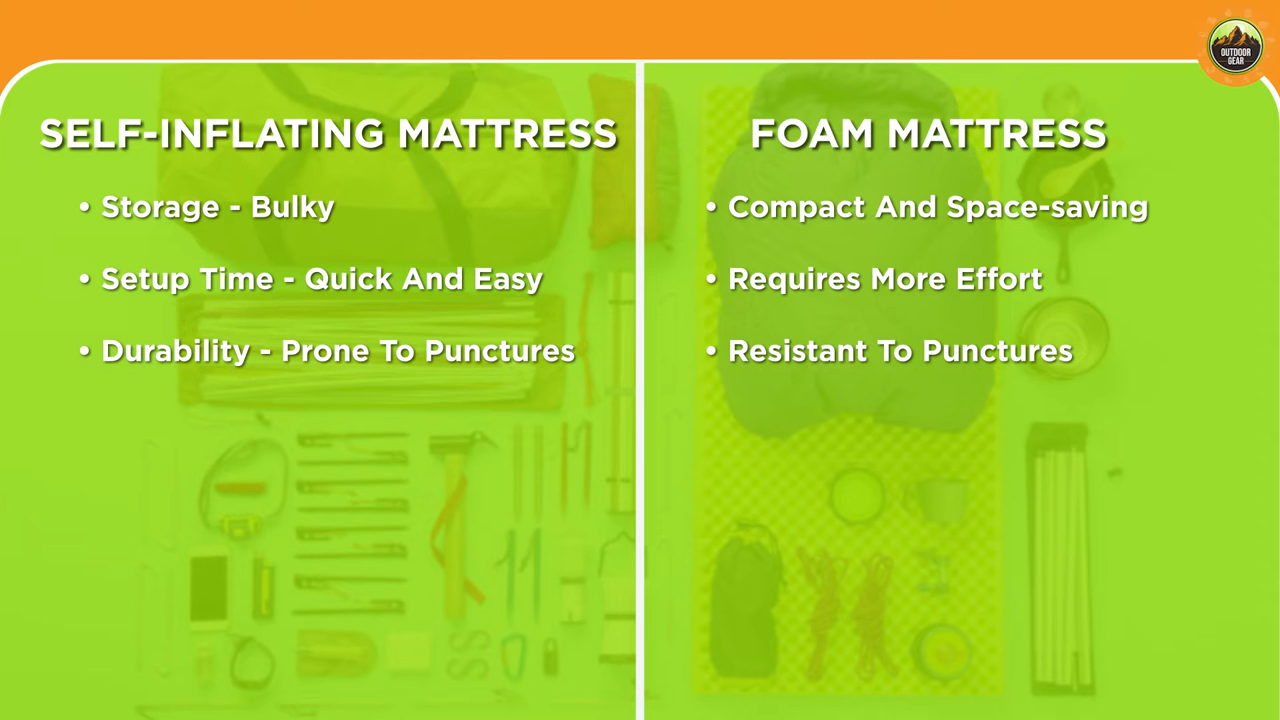 OUTDOOR
GEAR
SELF-INFLATING MATTRESS
• Storage - Bulky
• Setup Time - Quick And Easy
• Durability - Prone To Punctures
FOAM MATTRESS
• Compact And Space-saving
• Requires More Effort
• Resistant To Punctures